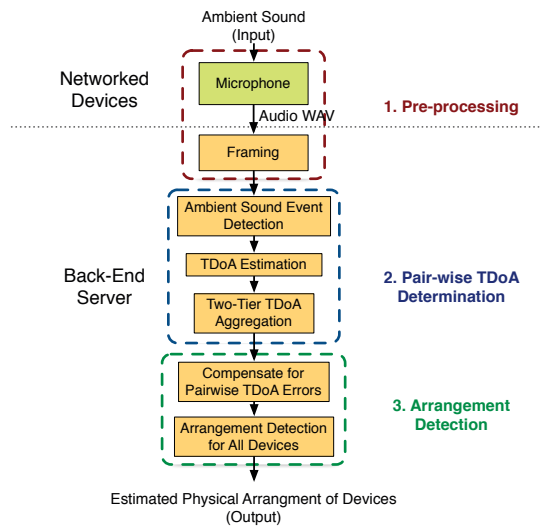 Ambient Sound
(Input)
Networked
Devices
Microphone
1. Pre-processing
Audio WAV
Framing
Ambient Sound Event
Detection
TDoA Estimation
Back-End
Server
2. Pair-wise TDoA
Determination
Two-Tier TDoA
Aggregation
Compensate for
Pairwise TDoA Errors
3. Arrangement
Detection
Arrangement Detection
for All Devices
Estimated Physical Arrangment of Devices
(Output)